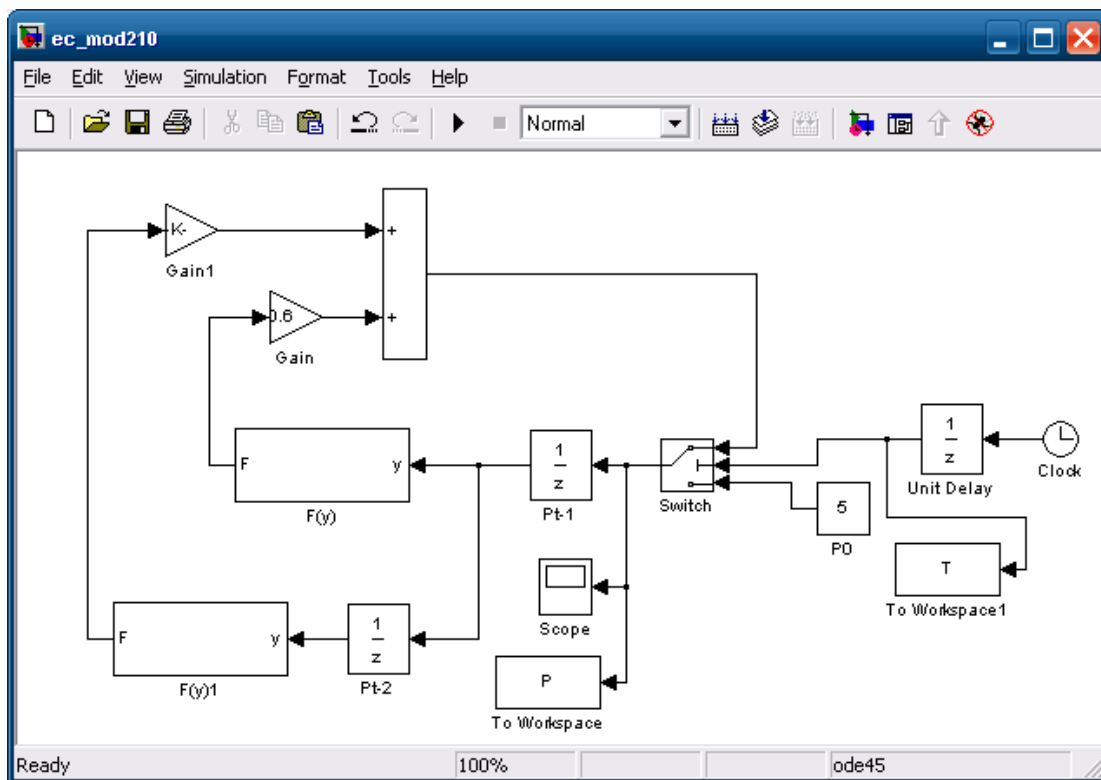 ec_mod210
File Edit View Simulation Format Tools Help
Normal
K-
Gain1
+
+
0.6
Gain
F y
F(y)
1
z
Pt-1
Switch
5
P0
1
z
Unit Delay
Clock
T
To Workspace1
Scope
F y
F(y)1
1
z
Pt-2
P
To Workspace
Ready 100% ode45